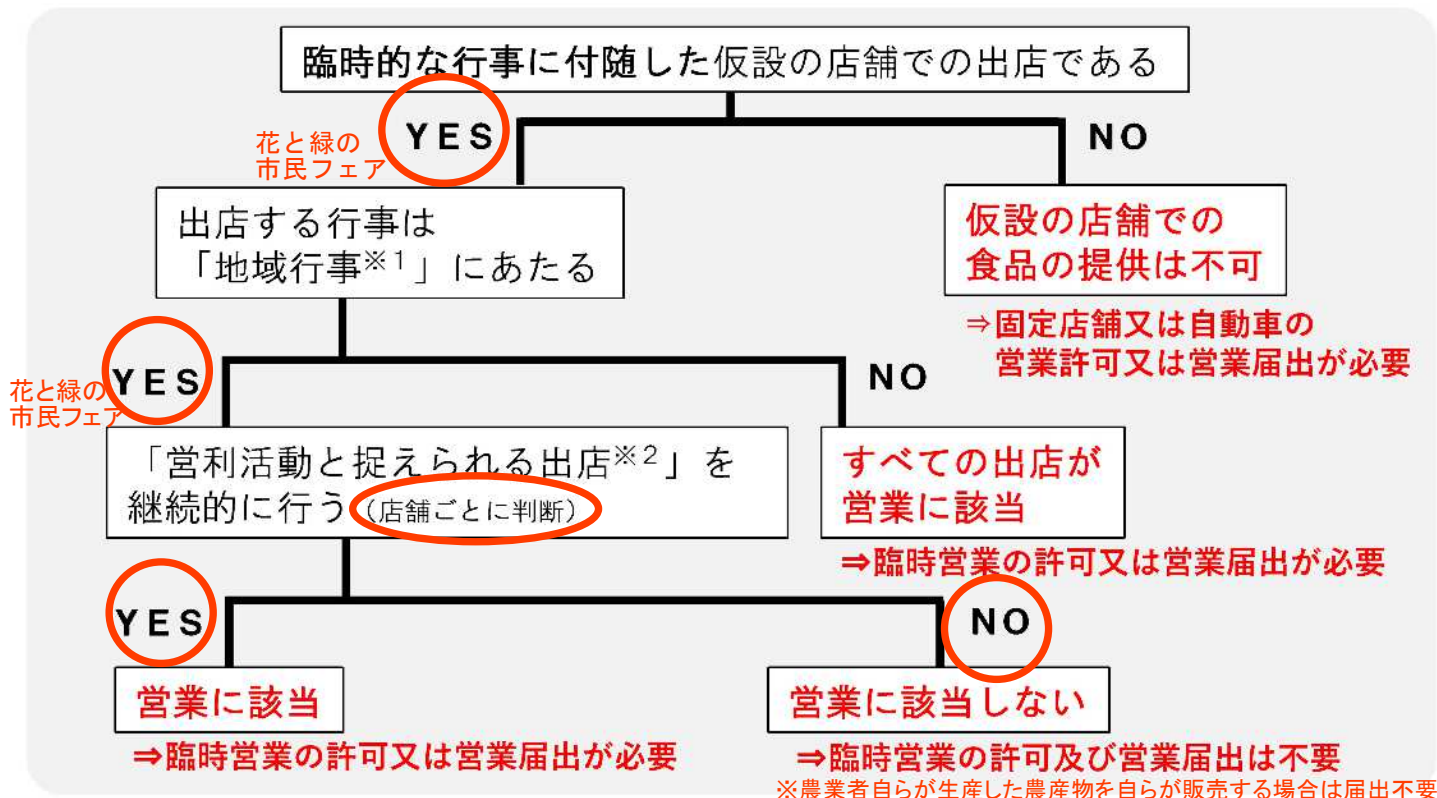 臨時的な行事に付随した仮設の店舗での出店である
花と緑の
市民フェア
YES
NO
出店する行事は
「地域行事※1」にあたる
仮設の店舗での
食品の提供は不可
⇒固定店舗又は自動車の
営業許可又は営業届出が必要
花と緑の
市民フェア
YES
NO
「営利活動と捉えられる出店※2」を
継続的に行う（店舗ごとに判断）
すべての出店が
営業に該当
⇒臨時営業の許可又は営業届出が必要
YES
NO
営業に該当
⇒臨時営業の許可又は営業届出が必要
営業に該当しない
⇒臨時営業の許可及び営業届出は不要
※農業者自らが生産した農産物を自らが販売する場合は届出不要